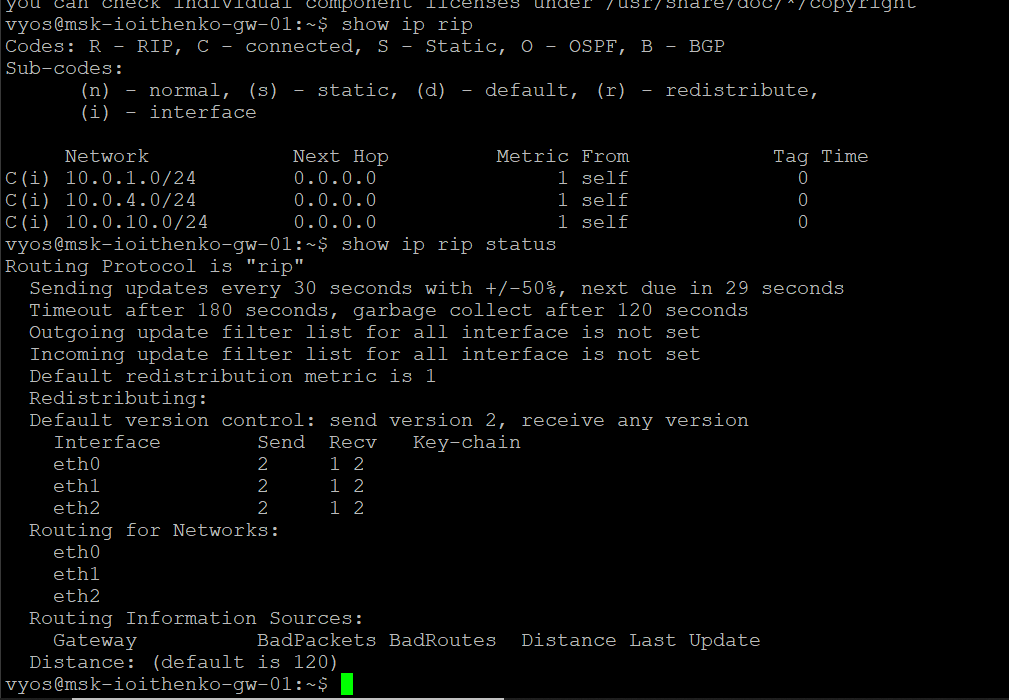 you can check individual component licenses under /usr/share/doc/*/copyright
vyos@msk-ioithenko-gw-01:~$ show ip rip
Codes: R - RIP, C - connected, S - Static, O - OSPF, B - BGP
Sub-codes:
      (n) - normal, (s) - static, (d) - default, (r) - redistribute,
      (i) - interface
     Network            Next Hop         Metric From            Tag Time
C(i) 10.0.1.0/24        0.0.0.0               1 self              0
C(i) 10.0.4.0/24        0.0.0.0               1 self              0
C(i) 10.0.10.0/24       0.0.0.0               1 self              0
vyos@msk-ioithenko-gw-01:~$ show ip rip status
Routing Protocol is "rip"
  Sending updates every 30 seconds with +/-50%, next due in 29 seconds
  Timeout after 180 seconds, garbage collect after 120 seconds
  Outgoing update filter list for all interface is not set
  Incoming update filter list for all interface is not set
  Default redistribution metric is 1
  Redistributing:
  Default version control: send version 2, receive any version
    Interface        Send  Recv   Key-chain
    eth0             2     1 2
    eth1             2     1 2
    eth2             2     1 2
  Routing for Networks:
    eth0
    eth1
    eth2
  Routing Information Sources:
    Gateway          BadPackets BadRoutes  Distance Last Update
  Distance: (default is 120)
vyos@msk-ioithenko-gw-01:~$